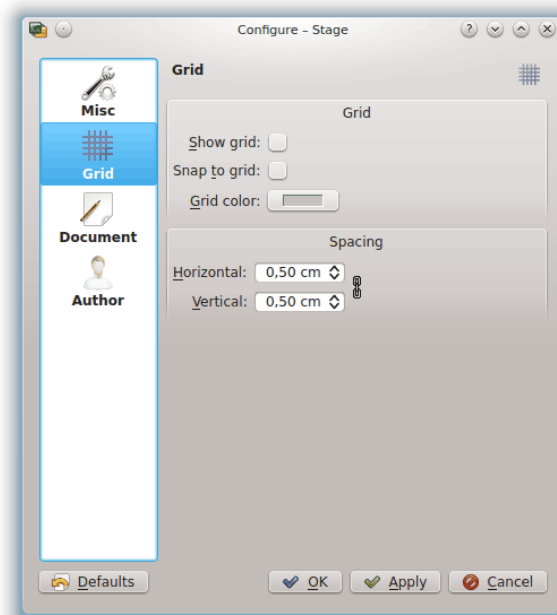 Configure – Stage
Misc
Grid
Document
Author
Grid
Grid
Show grid:
Snap to grid:
Grid color:
Spacing
Horizontal: 0,50 cm
Vertical: 0,50 cm
Defaults
OK
Apply
Cancel